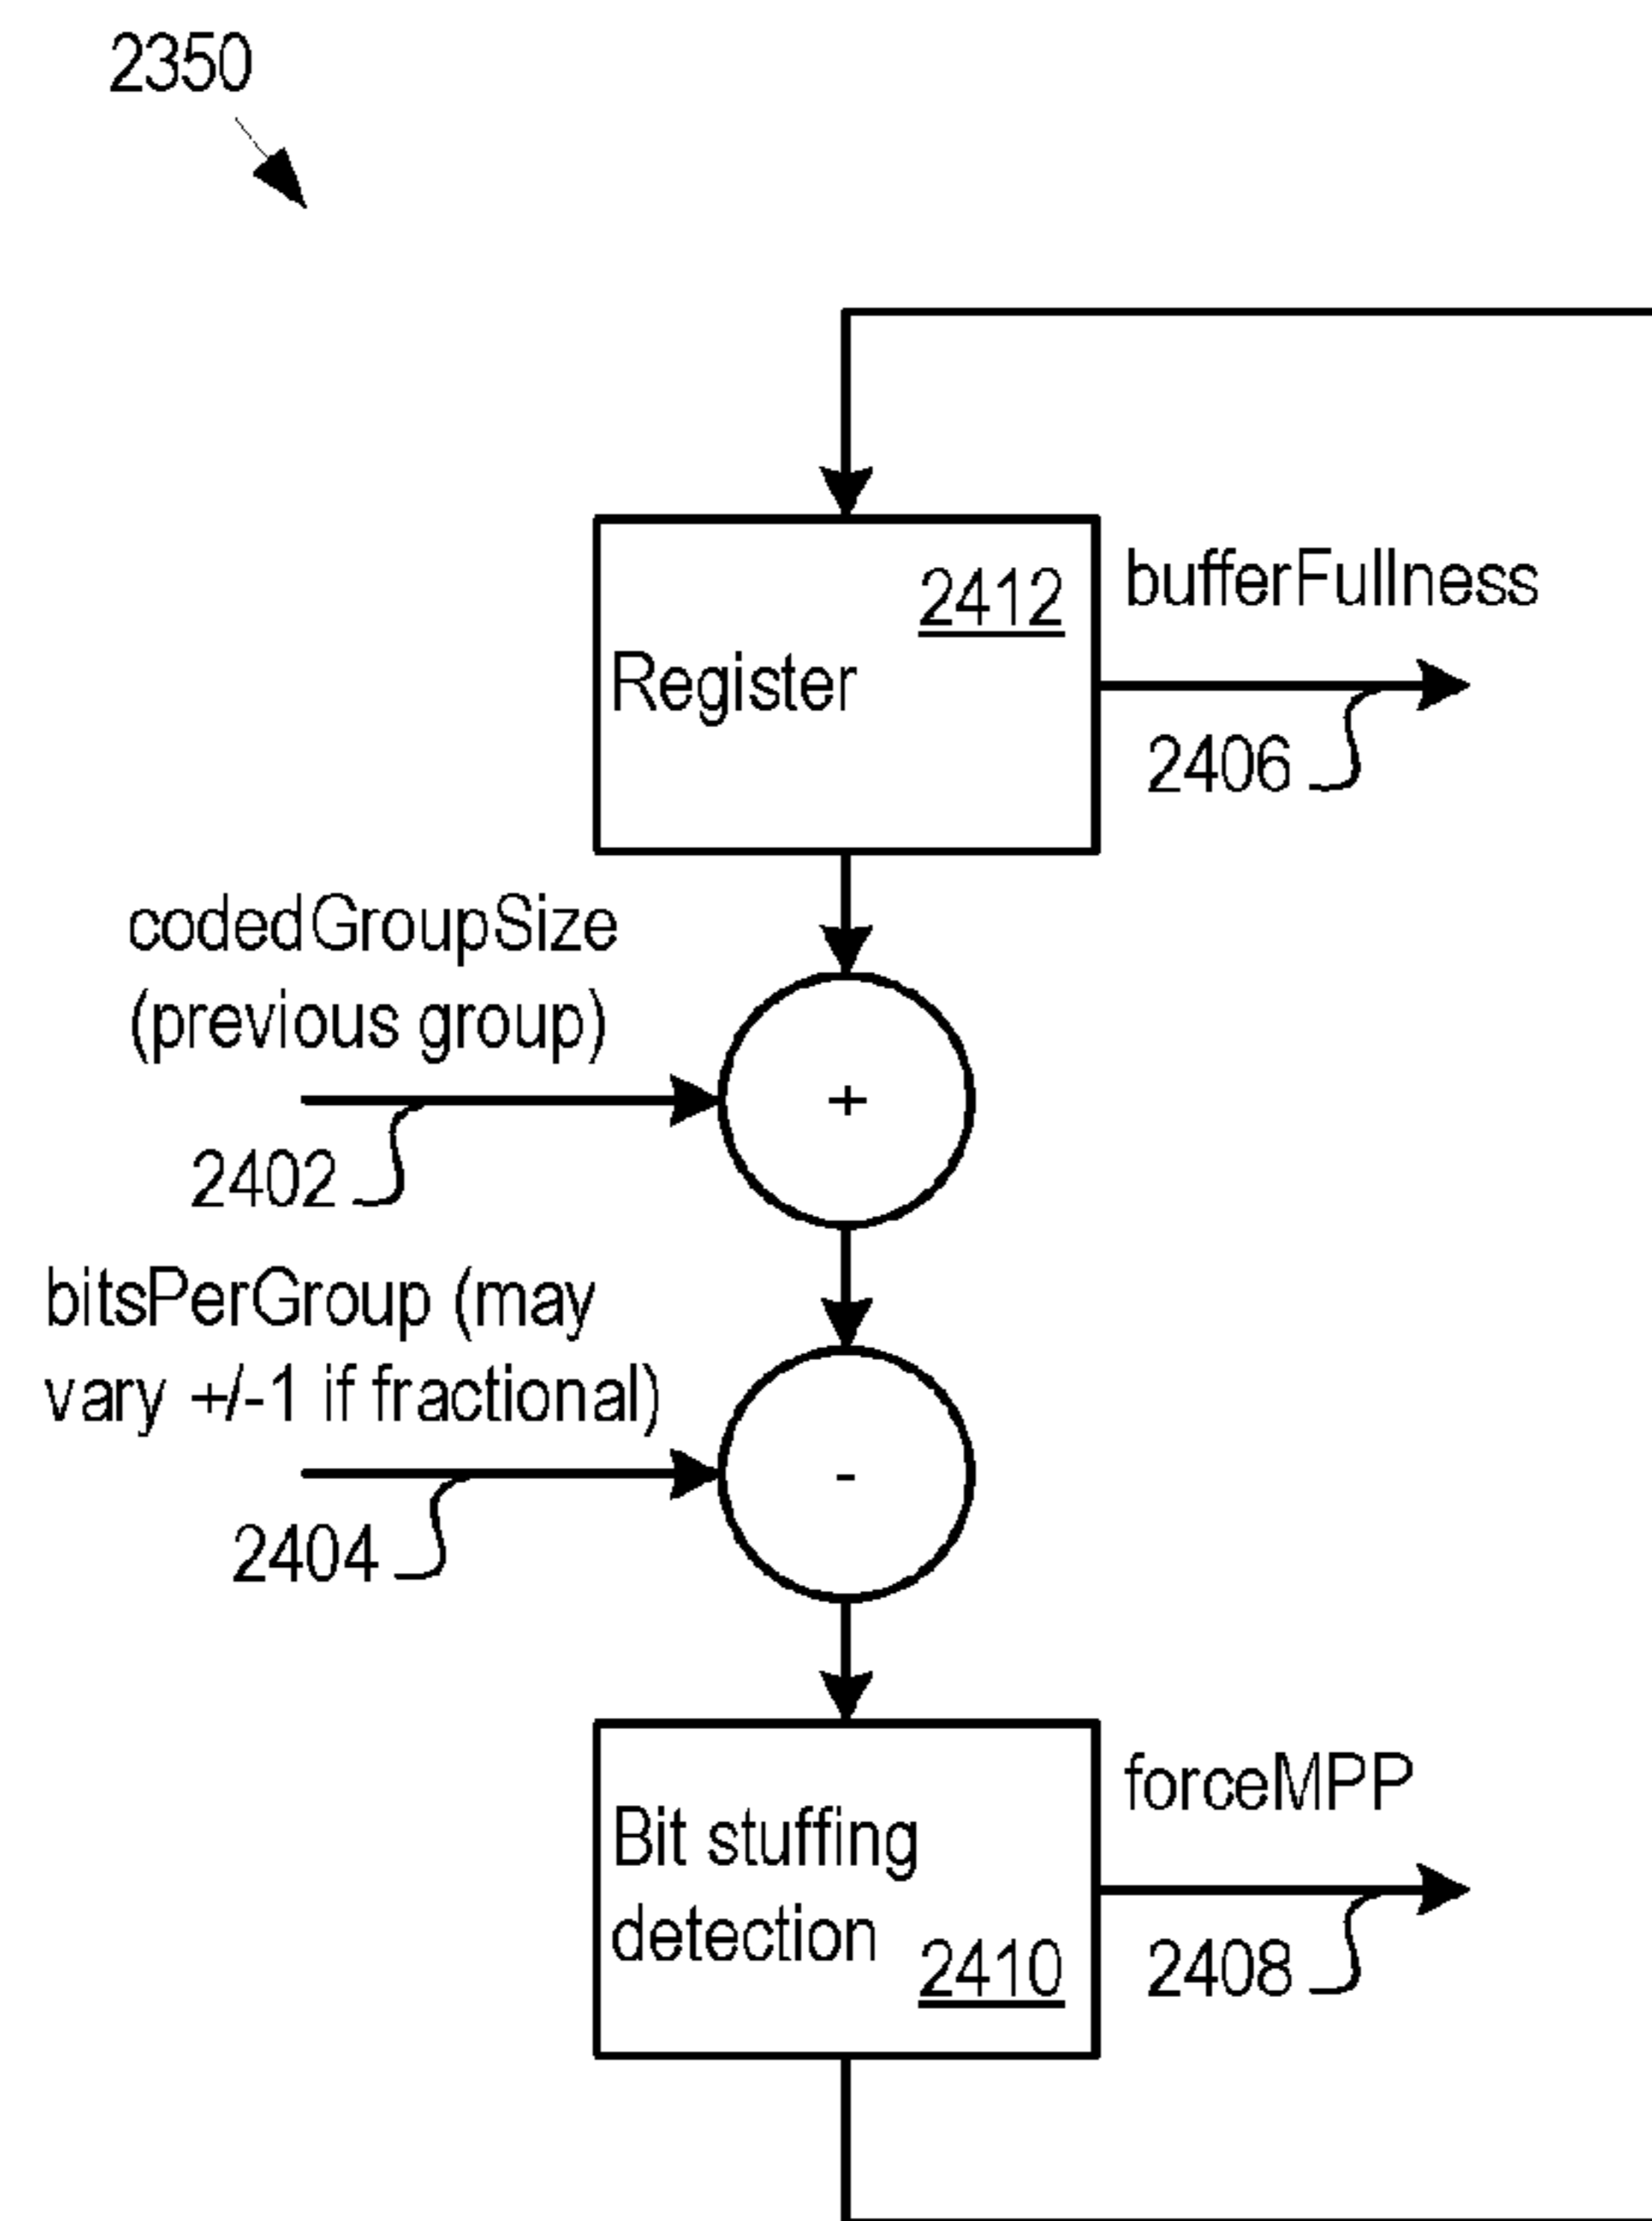 2350
2412
Register
bufferFullness
2406
codedGroupSize
(previous group)
+
2402
bitsPerGroup (may
vary +/-1 if fractional)
-
2404
Bit stuffing
detection
2410
forceMPP
2408